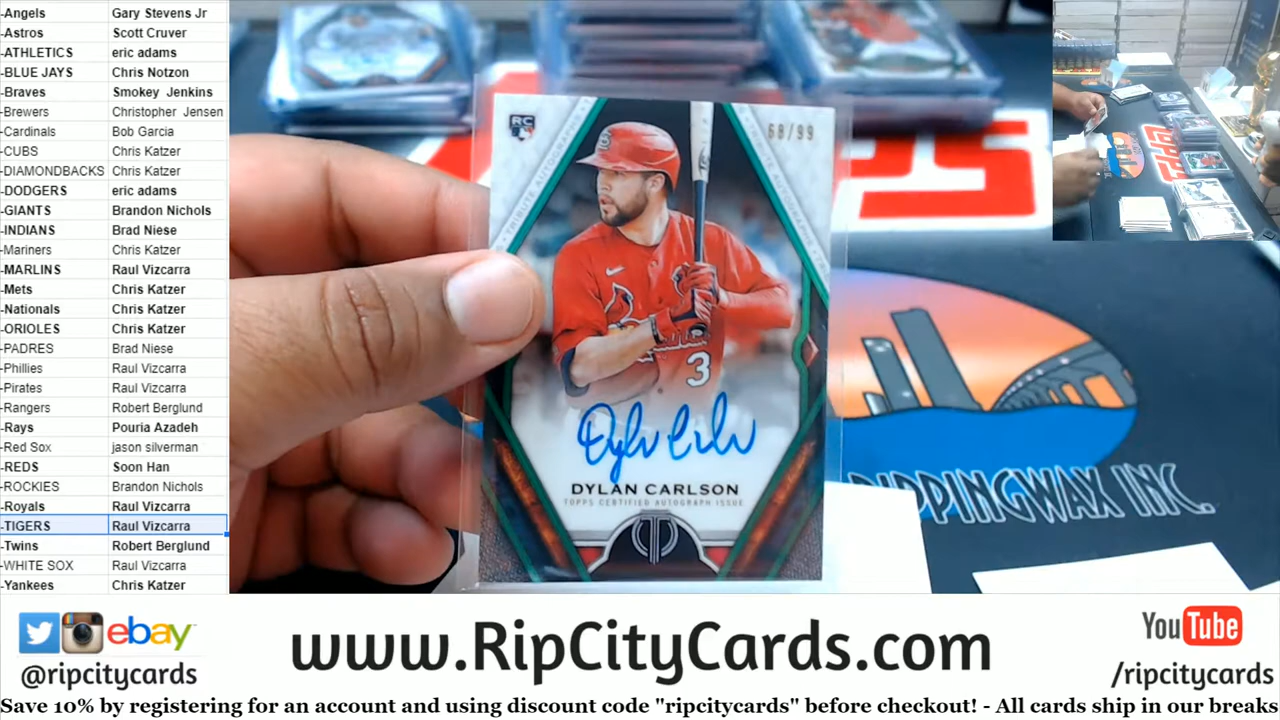 -Angels Gary Stevens Jr
-Astros Scott Cruver
-ATHLETICS eric adams
-BLUE JAYS Chris Notzon
-Braves Smokey Jenkins
-Brewers Christopher Jensen
-Cardinals Bob Garcia
-CUBS Chris Katzer
-DIAMONDBACKS Chris Katzer
-DODGERS eric adams
-GIANTS Brandon Nichols
-INDIANS Brad Niese
-Mariners Chris Katzer
-MARLINS Raul Vizcarra
-Mets Chris Katzer
-Nationals Chris Katzer
-ORIOLES Chris Katzer
-PADRES Brad Niese
-Phillies Raul Vizcarra
-Pirates Raul Vizcarra
-Rangers Robert Berglund
-Rays Pouria Azadeh
-Red Sox jason silverman
-REDS Soon Han
-ROCKIES Brandon Nichols
-Royals Raul Vizcarra
-TIGERS Raul Vizcarra
-Twins Robert Berglund
-WHITE SOX Raul Vizcarra
-Yankees Chris Katzer
RC
68/99
3
DYLAN CARLSON
TOPPS CERTIFIED AUTOGRAPH ISSUE
RIPPINGWAX INC.
ebay
@ripcitycards
www.RipCityCards.com
YouTube
/ripcitycards
Save 10% by registering for an account and using discount code "ripcitycards" before checkout! - All cards ship in our breaks